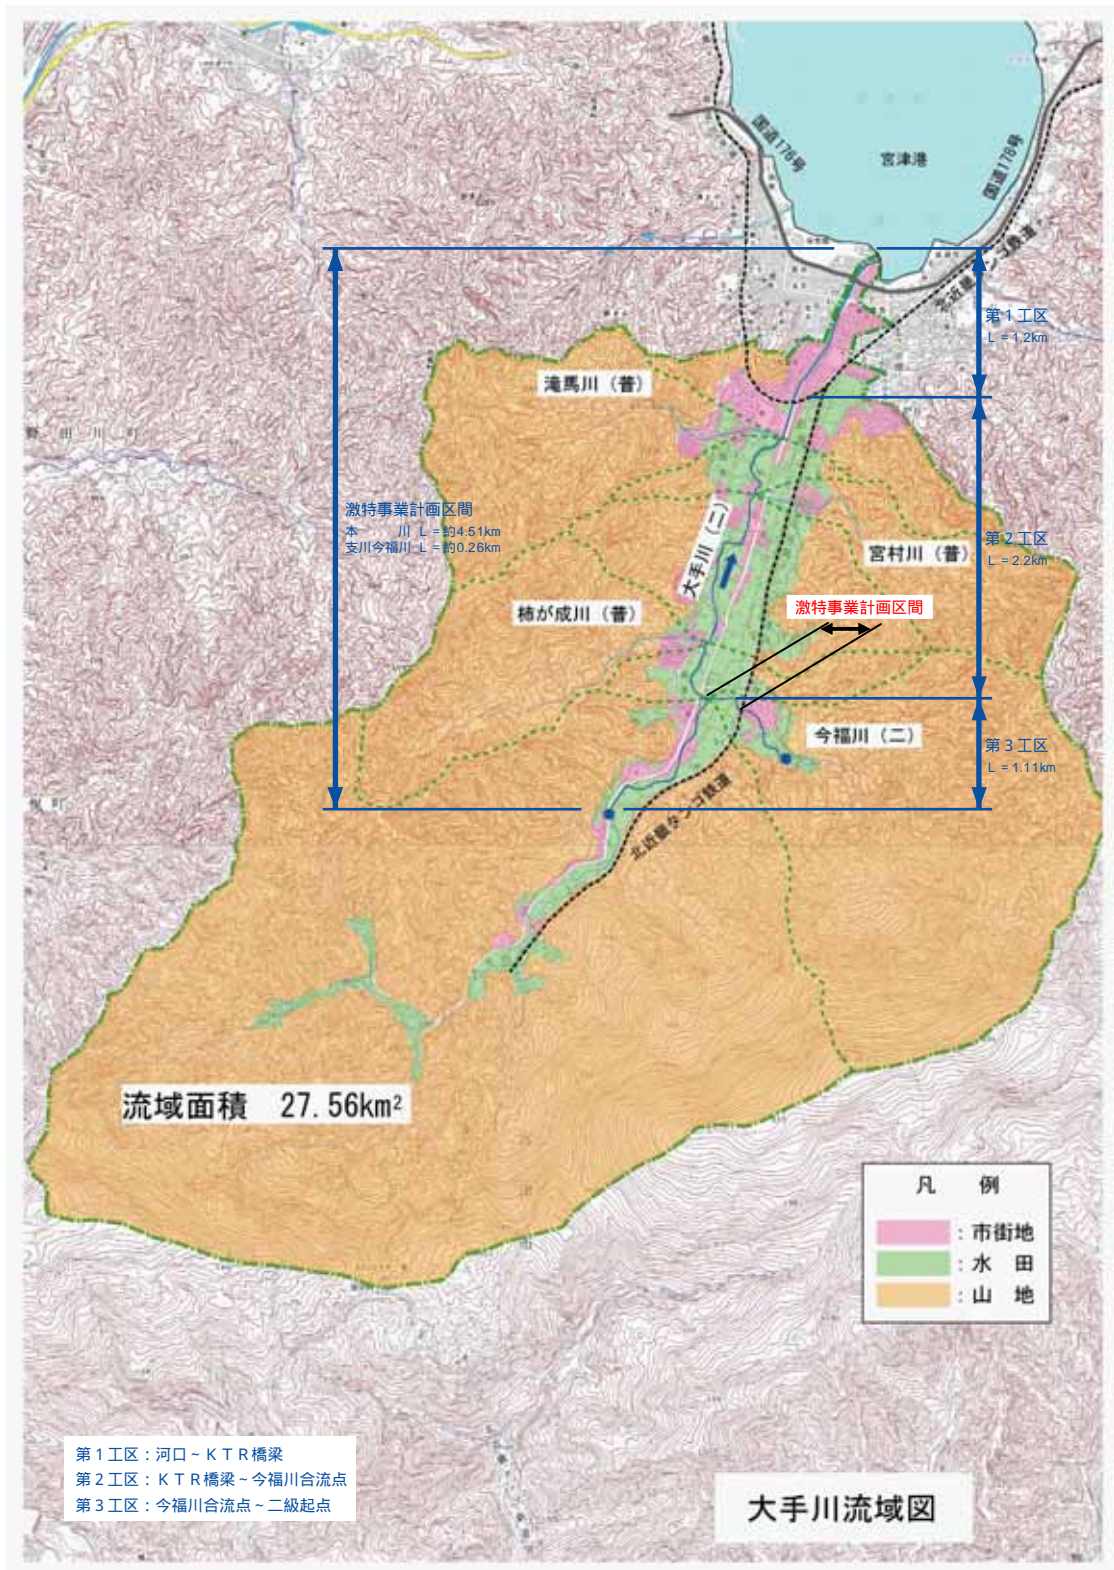 国道176号
宮津港
国道178号
北近畿タンゴ鉄道
第1工区
L=1.2km
滝馬川(普)
野田川町
激特事業計画区間
本　川 L=約4.51km
支川今福川 L=約0.26km
大手川(二)
第2工区
L=2.2km
宮村川(普)
激特事業計画区間
柿が成川(普)
今福川(二)
第3工区
L=1.11km
北近畿タンゴ鉄道
流域面積 27.56km²
凡 例
:市街地
:水 田
:山 地
第1工区:河口~KTR橋梁
第2工区:KTR橋梁~今福川合流点
第3工区:今福川合流点~二級起点
大手川流域図